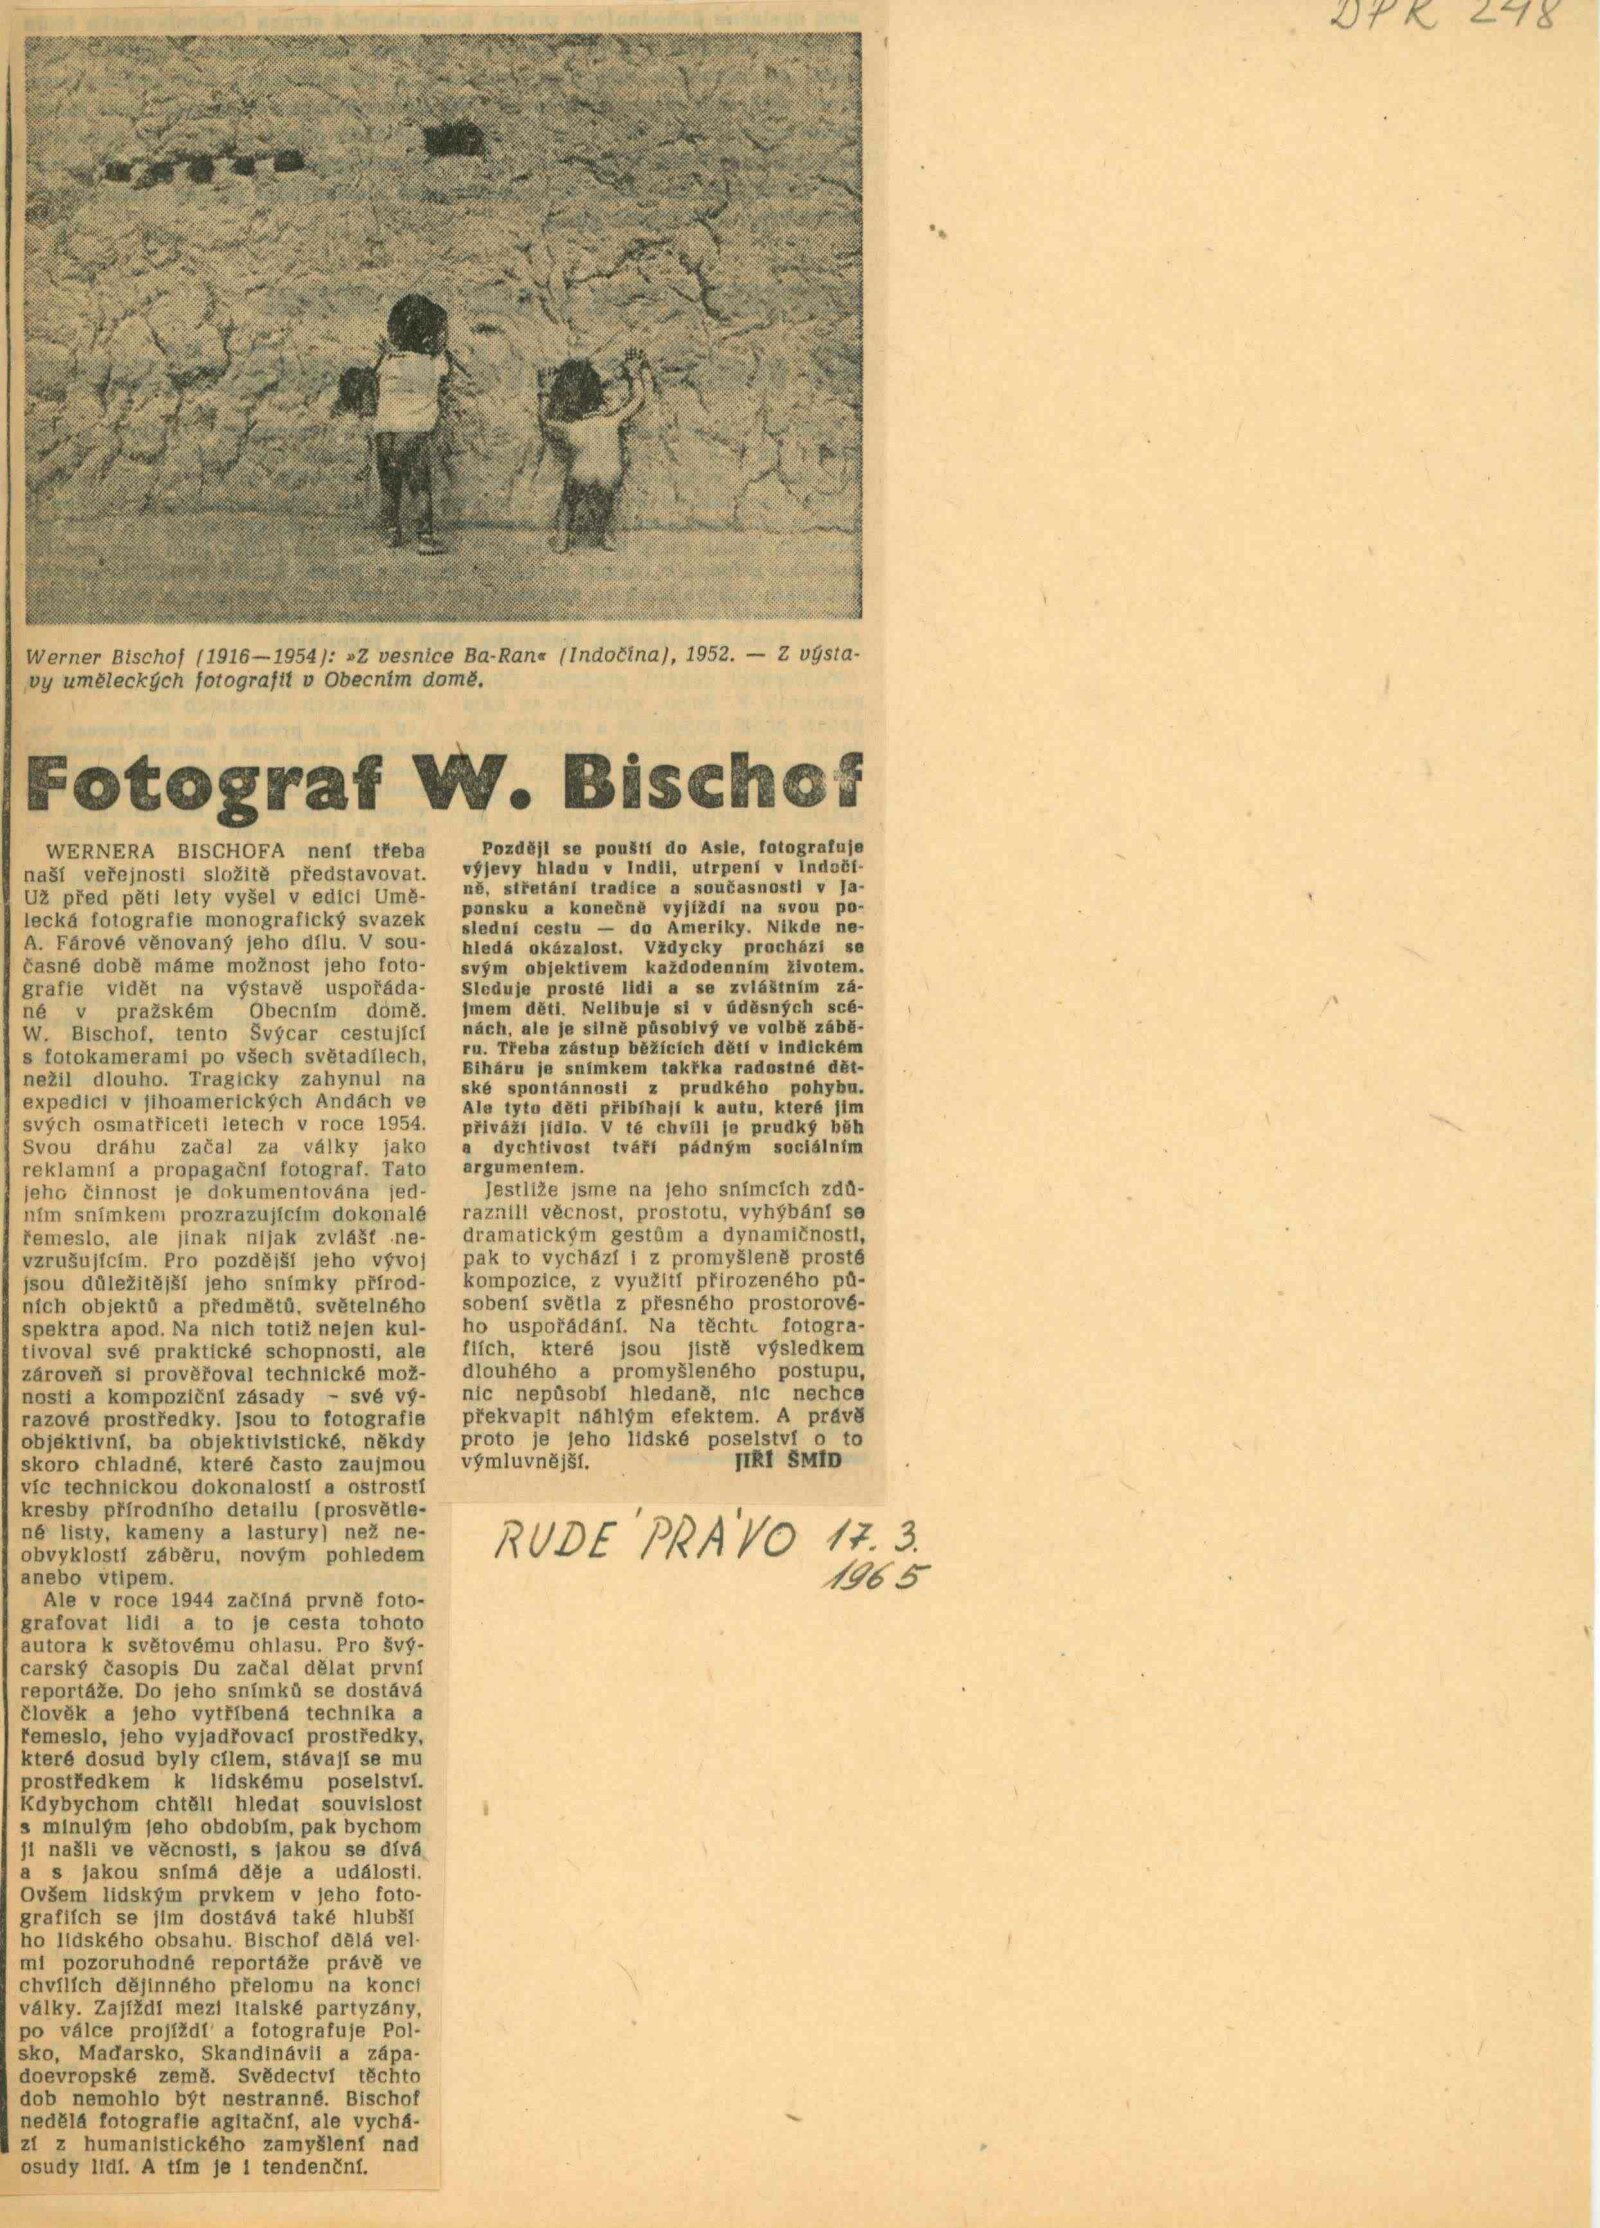 DPR 248
Werner Bischof (1916—1954): »Z vesnice Ba-Ran« (Indočína), 1952. — Z výsta-
vy uměleckých fotografií v Obecním domě.
Fotograf W. Bischof
WERNERA BISCHOFA není třeba
naší veřejnosti složitě představovat.
Už před pěti lety vyšel v edici Umě-
lecká fotografie monografický svazek
A. Fárové věnovaný jeho dílu. V sou-
časné době máme možnost jeho foto-
grafie vidět na výstavě uspořáda-
né v pražském Obecním domě.
W. Bischof, tento Švýcar cestující
s fotokamerami po všech světadílech,
nežil dlouho. Tragicky zahynul na
expedici v jihoamerických Andách ve
svých osmatřiceti letech v roce 1954.
Svou dráhu začal za války jako
reklamní a propagační fotograf. Tato
jeho činnost je dokumentována jed-
ním snímkem prozrazujícím dokonalé
řemeslo, ale jinak nijak zvlášť ne-
vzrušujícím. Pro pozdější jeho vývoj
jsou důležitější jeho snímky přírod-
ních objektů a předmětů, světelného
spektra apod. Na nich totiž nejen kul-
tivoval své praktické schopnosti, ale
zároveň si prověřoval technické mož-
nosti a kompoziční zásady - své vý-
razové prostředky. Jsou to fotografie
objektivní, ba objektivistické, někdy
skoro chladné, které často zaujmou
víc technickou dokonalostí a ostrostí
kresby přírodního detailu (prosvětle-
né listy, kameny a lastury) než ne-
obvyklostí záběru, novým pohledem
anebo vtipem.
Ale v roce 1944 začíná prvně foto-
grafovat lidi a to je cesta tohoto
autora k světovému ohlasu. Pro švý-
carský časopis Du začal dělat první
reportáže. Do jeho snímků se dostává
člověk a jeho vytříbená technika a
řemeslo, jeho vyjadřovací prostředky,
které dosud byly cílem, stávají se mu
prostředkem k lidskému poselství.
Kdybychom chtěli hledat souvislost
s minulým jeho obdobím, pak bychom
ji našli ve věcnosti, s jakou se dívá
a s jakou snímá děje a události.
Ovšem lidským prvkem v jeho foto-
grafiích se jim dostává také hlubší
ho lidského obsahu. Bischof dělá vel-
mi pozoruhodné reportáže právě ve
chvílích dějinného přelomu na konci
války. Zajíždí mezi italské partyzány,
po válce projíždí a fotografuje Pol-
sko, Maďarsko, Skandinávii a zápa-
doevropské země. Svědectví těchto
dob nemohlo být nestranné. Bischof
nedělá fotografie agitační, ale vychá-
zí z humanistického zamyšlení nad
osudy lidí. A tím je i tendenční.
Později se pouští do Asie, fotografuje
výjevy hladu v Indii, utrpení v Indočí-
ně, střetání tradice a současnosti v Ja-
ponsku a konečně vyjíždí na svou po-
slední cestu — do Ameriky. Nikde ne-
hledá okázalost. Vždycky prochází se
svým objektivem každodenním životem.
Sleduje prosté lidi a se zvláštním zá-
jmem děti. Nelibuje si v úděsných scé-
nách, ale je silně působivý ve volbě zábě-
ru. Třeba zástup běžících dětí v indickém
Biháru je snímkem takřka radostné dět-
ské spontánnosti z prudkého pohybu.
Ale tyto děti přibíhají k autu, které jim
přiváží jídlo. V té chvíli je prudký běh
a dychtivost tváří pádným sociálním
argumentem.
Jestliže jsme na jeho snímcích zdů-
raznili věcnost, prostotu, vyhýbání se
dramatickým gestům a dynamičnosti,
pak to vychází i z promyšleně prosté
kompozice, z využití přirozeného pů-
sobení světla z přesného prostorové-
ho uspořádání. Na těchto fotogra-
fiích, které jsou jistě výsledkem
dlouhého a promyšleného postupu,
nic nepůsobí hledaně, nic nechce
překvapit náhlým efektem. A právě
proto je jeho lidské poselství o to
výmluvnější. JIŘÍ ŠMÍD
RUDÉ PRÁVO 17. 3.
1965